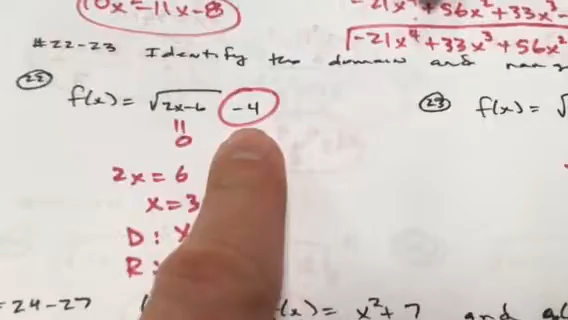 10x²-11x-8
-21x⁴+56x²+33x³-
-21x⁴+33x³+56x²
#22-23 Identify the domain and
22 f(x) = √2x-6 -4
23 f(x) = √
=
0
2x = 6
x = 3
D: x
R:
= 24-27
(x) = x²+7 and